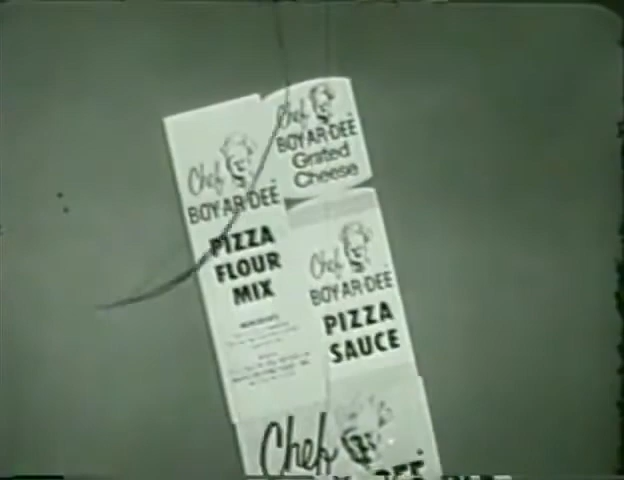 Chef
BOY-AR-DEE
Grated
Cheese
Chef
BOY-AR-DEE
PIZZA
FLOUR
MIX
Chef
BOY-AR-DEE
PIZZA
SAUCE
Chef